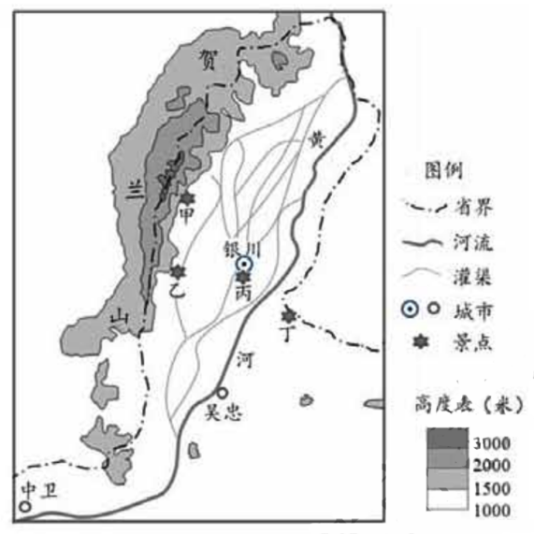 贺
兰
山
黄
河
甲
银川
乙
丙
丁
吴忠
中卫
图例
省界
河流
灌渠
城市
景点
高度表（米）
3000
2000
1500
1000